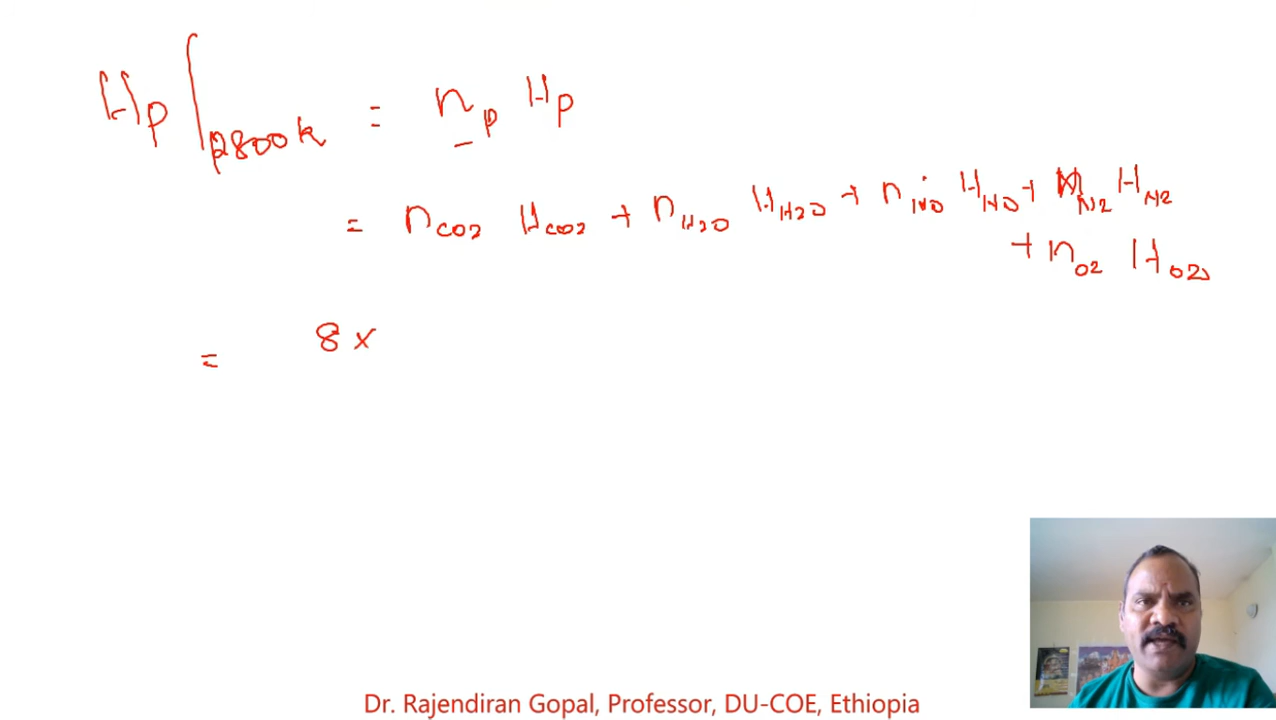 Hp | 2800K = np Hp
= nCO2 HCO2 + nH2O HH2O + nNO HNO + nN2 HN2
+ nO2 HO2
= 8 x
Dr. Rajendiran Gopal, Professor, DU-COE, Ethiopia